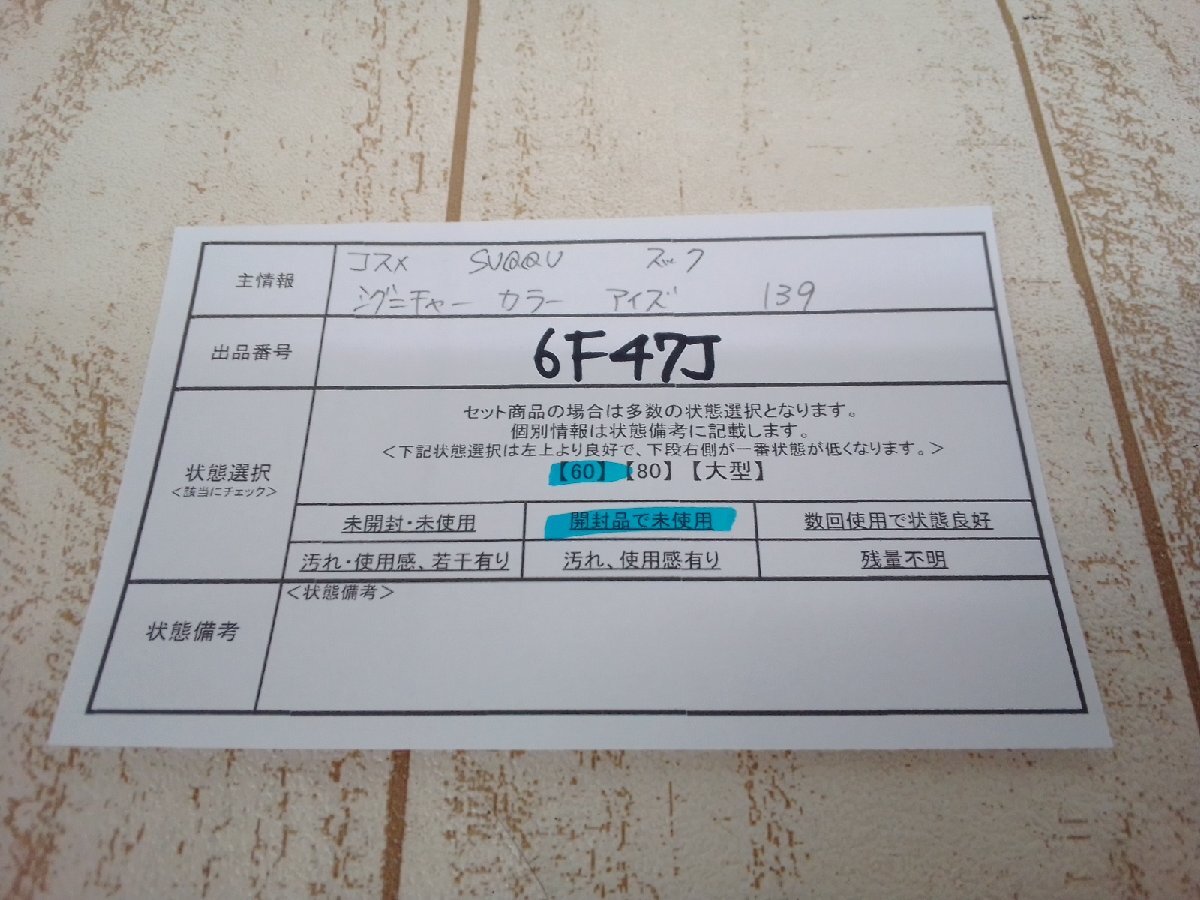 主情報
コスメ SUQQU スック
シグニチャー カラー アイズ 139
出品番号
6F47J
状態選択
<該当にチェック>
セット商品の場合は多数の状態選択となります。
個別情報は状態備考に記載します。
<下記状態選択は左上より良好で、下段右側が一番状態が低くなります。>
【60】【80】【大型】
未開封・未使用 開封品で未使用 数回使用で状態良好
汚れ・使用感、若干有り 汚れ、使用感有り 残量不明
状態備考
<状態備考>